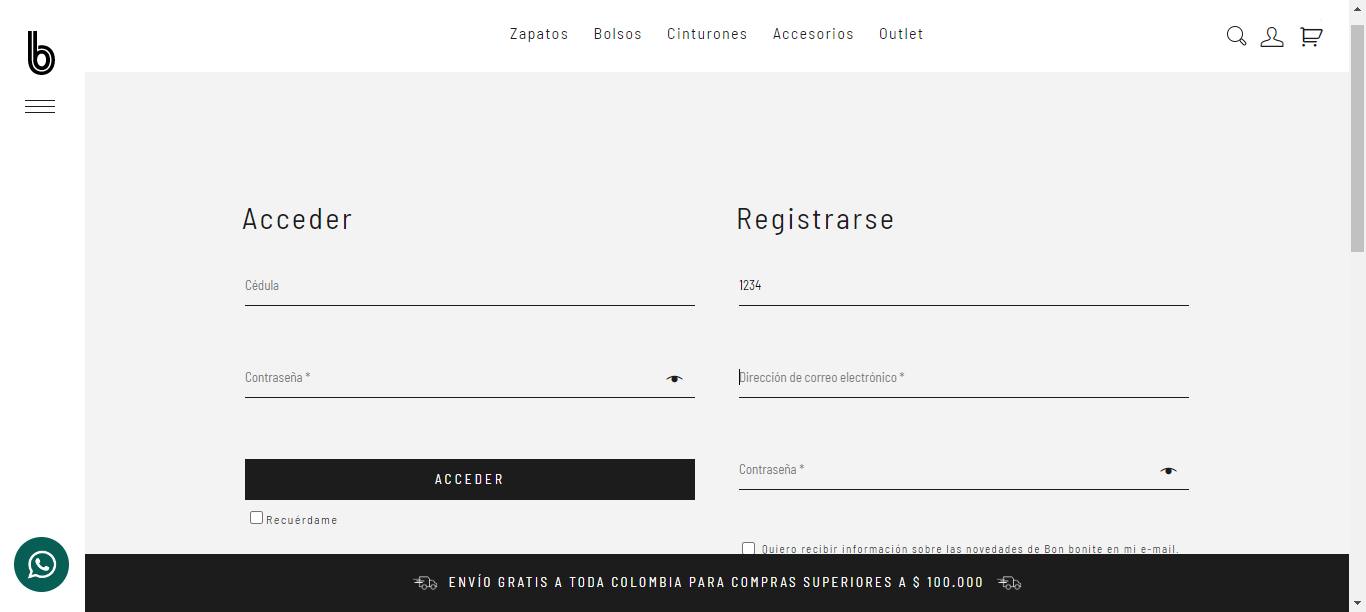 b
Zapatos Bolsos Cinturones Accesorios Outlet
Acceder
Cédula
Contraseña *
ACCEDER
Recuérdame
Registrarse
1234
Dirección de correo electrónico *
Contraseña *
Quiero recibir información sobre las novedades de Bon bonite en mi e-mail.
ENVÍO GRATIS A TODA COLOMBIA PARA COMPRAS SUPERIORES A $ 100.000